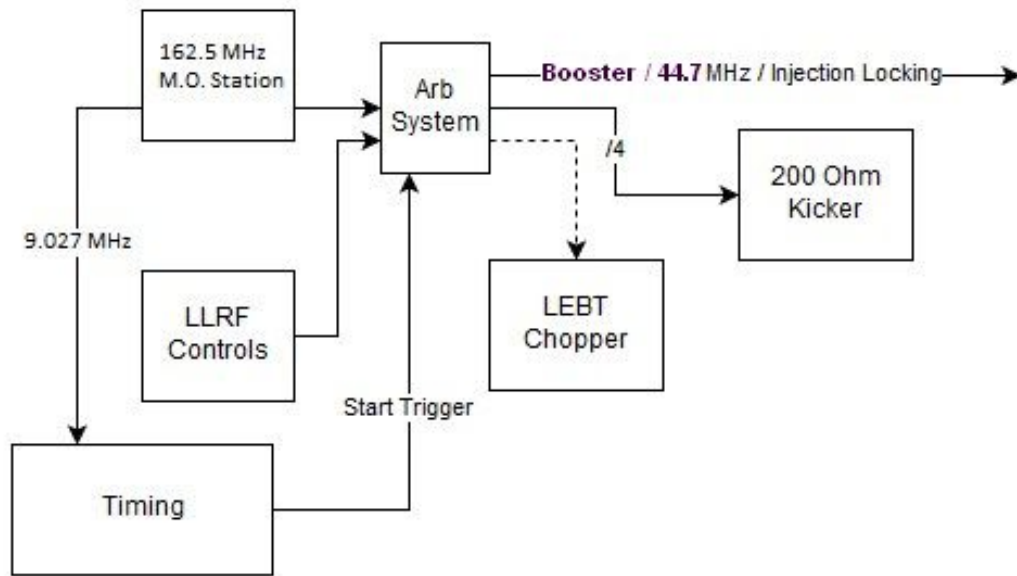 162.5 MHz
M.O. Station
Arb
System
Booster / 44.7 MHz / Injection Locking
/4
200 Ohm
Kicker
9.027 MHz
LLRF
Controls
LEBT
Chopper
Start Trigger
Timing